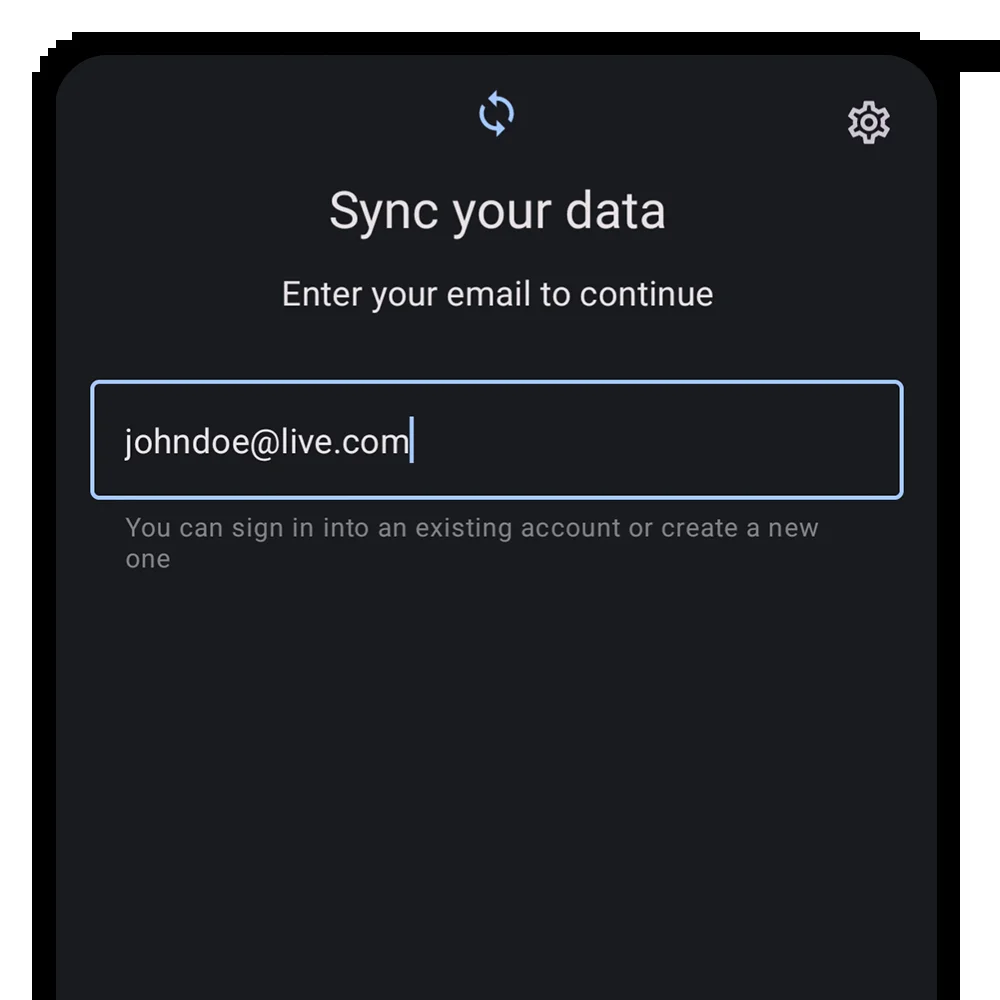 Sync your data
Enter your email to continue
johndoe@live.com
You can sign in into an existing account or create a new
one